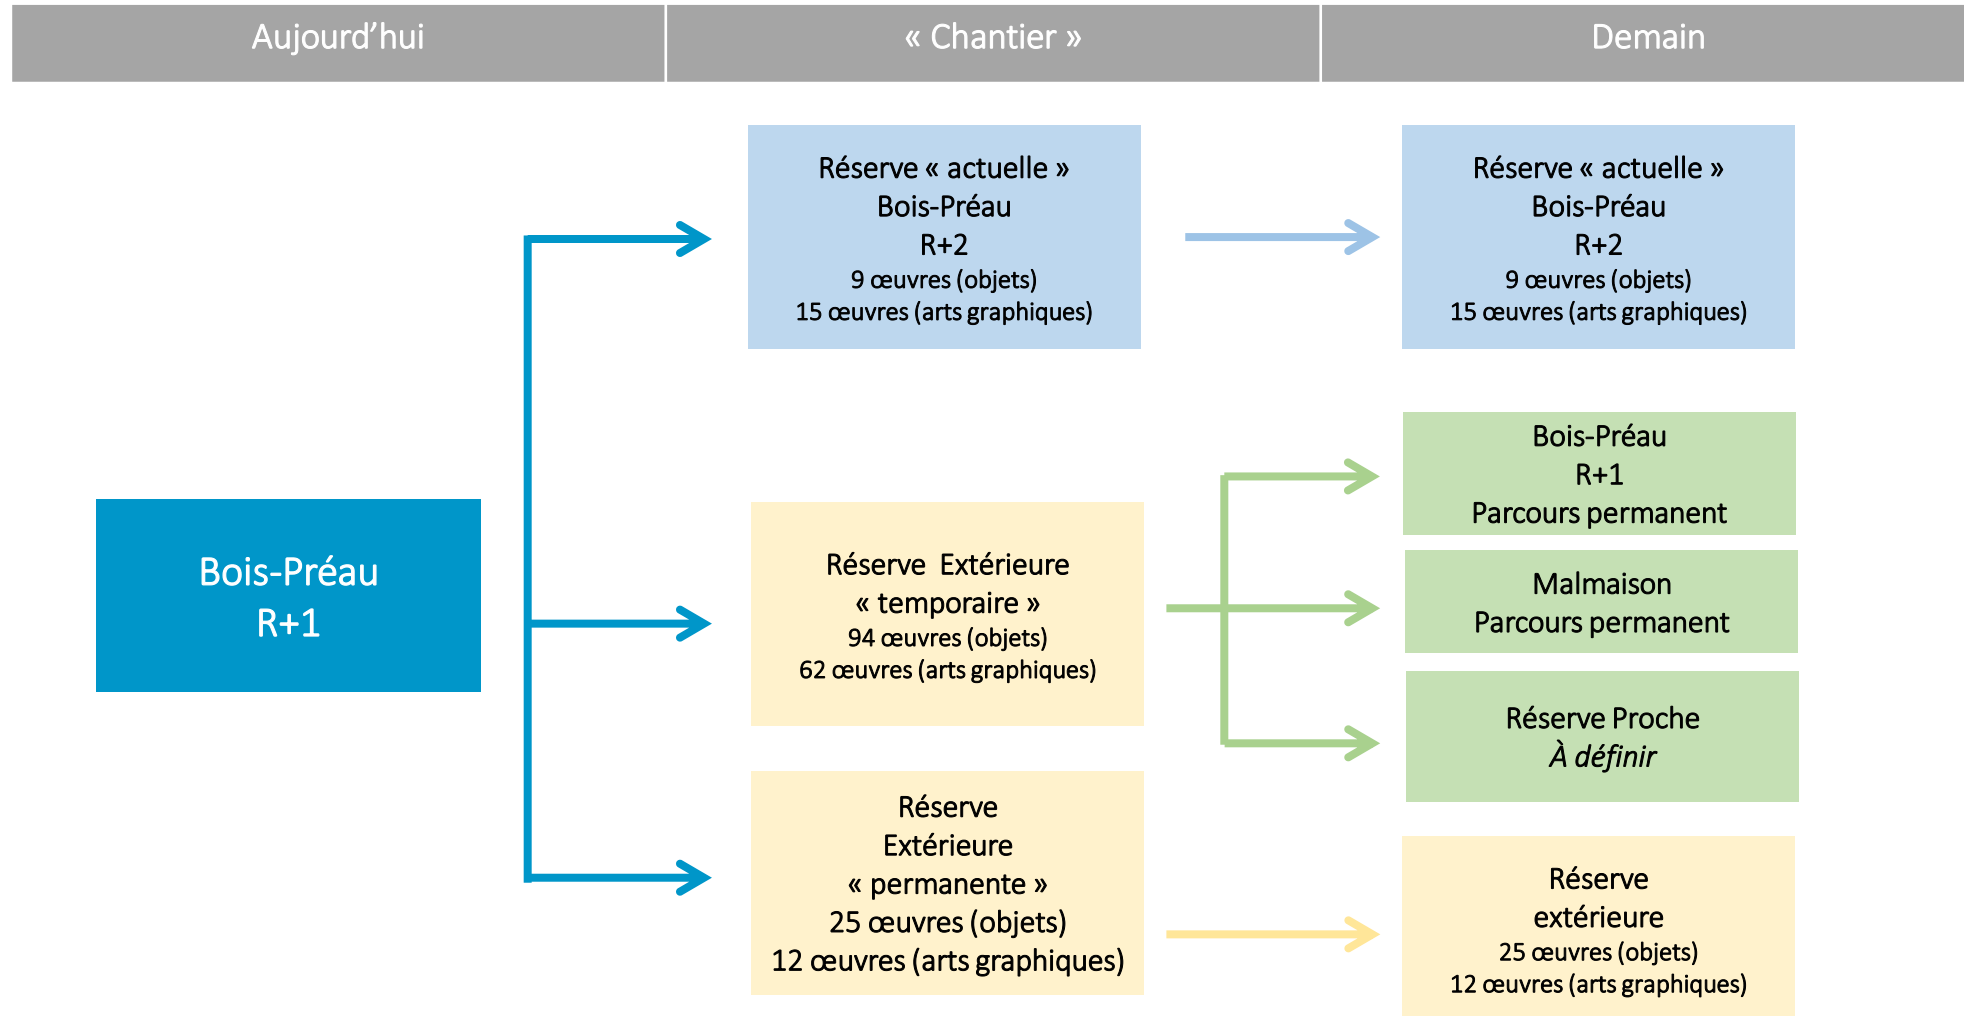 Aujourd’hui
« Chantier »
Demain
Bois-Préau
R+1
Réserve « actuelle »
Bois-Préau
R+2
9 œuvres (objets)
15 œuvres (arts graphiques)
Réserve Extérieure
« temporaire »
94 œuvres (objets)
62 œuvres (arts graphiques)
Réserve
Extérieure
« permanente »
25 œuvres (objets)
12 œuvres (arts graphiques)
Réserve « actuelle »
Bois-Préau
R+2
9 œuvres (objets)
15 œuvres (arts graphiques)
Bois-Préau
R+1
Parcours permanent
Malmaison
Parcours permanent
Réserve Proche
À définir
Réserve
extérieure
25 œuvres (objets)
12 œuvres (arts graphiques)